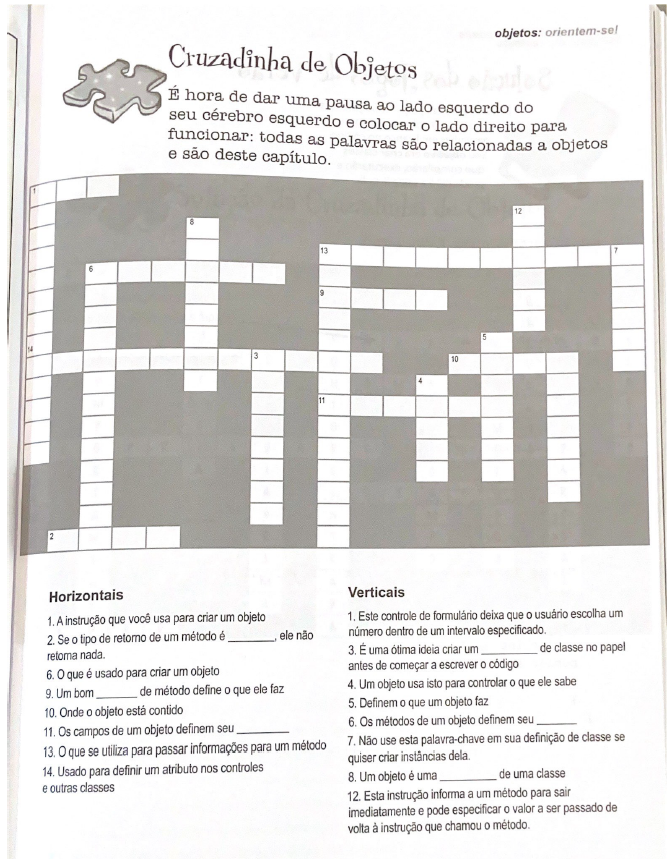 objetos: orientem-se!
Cruzadinha de Objetos
É hora de dar uma pausa ao lado esquerdo do
seu cérebro esquerdo e colocar o lado direito para
funcionar: todas as palavras são relacionadas a objetos
e são deste capítulo.
1
12
8
13
7
6
9
5
14
3
10
4
11
2
Horizontais
1. A instrução que você usa para criar um objeto
2. Se o tipo de retorno de um método é ________, ele não
retorna nada.
6. O que é usado para criar um objeto
9. Um bom _______ de método define o que ele faz
10. Onde o objeto está contido
11. Os campos de um objeto definem seu _________
13. O que se utiliza para passar informações para um método
14. Usado para definir um atributo nos controles
e outras classes
Verticais
1. Este controle de formulário deixa que o usuário escolha um
número dentro de um intervalo especificado.
3. É uma ótima ideia criar um __________ de classe no papel
antes de começar a escrever o código
4. Um objeto usa isto para controlar o que ele sabe
5. Definem o que um objeto faz
6. Os métodos de um objeto definem seu _______
7. Não use esta palavra-chave em sua definição de classe se
quiser criar instâncias dela.
8. Um objeto é uma __________ de uma classe
12. Esta instrução informa a um método para sair
imediatamente e pode especificar o valor a ser passado de
volta à instrução que chamou o método.